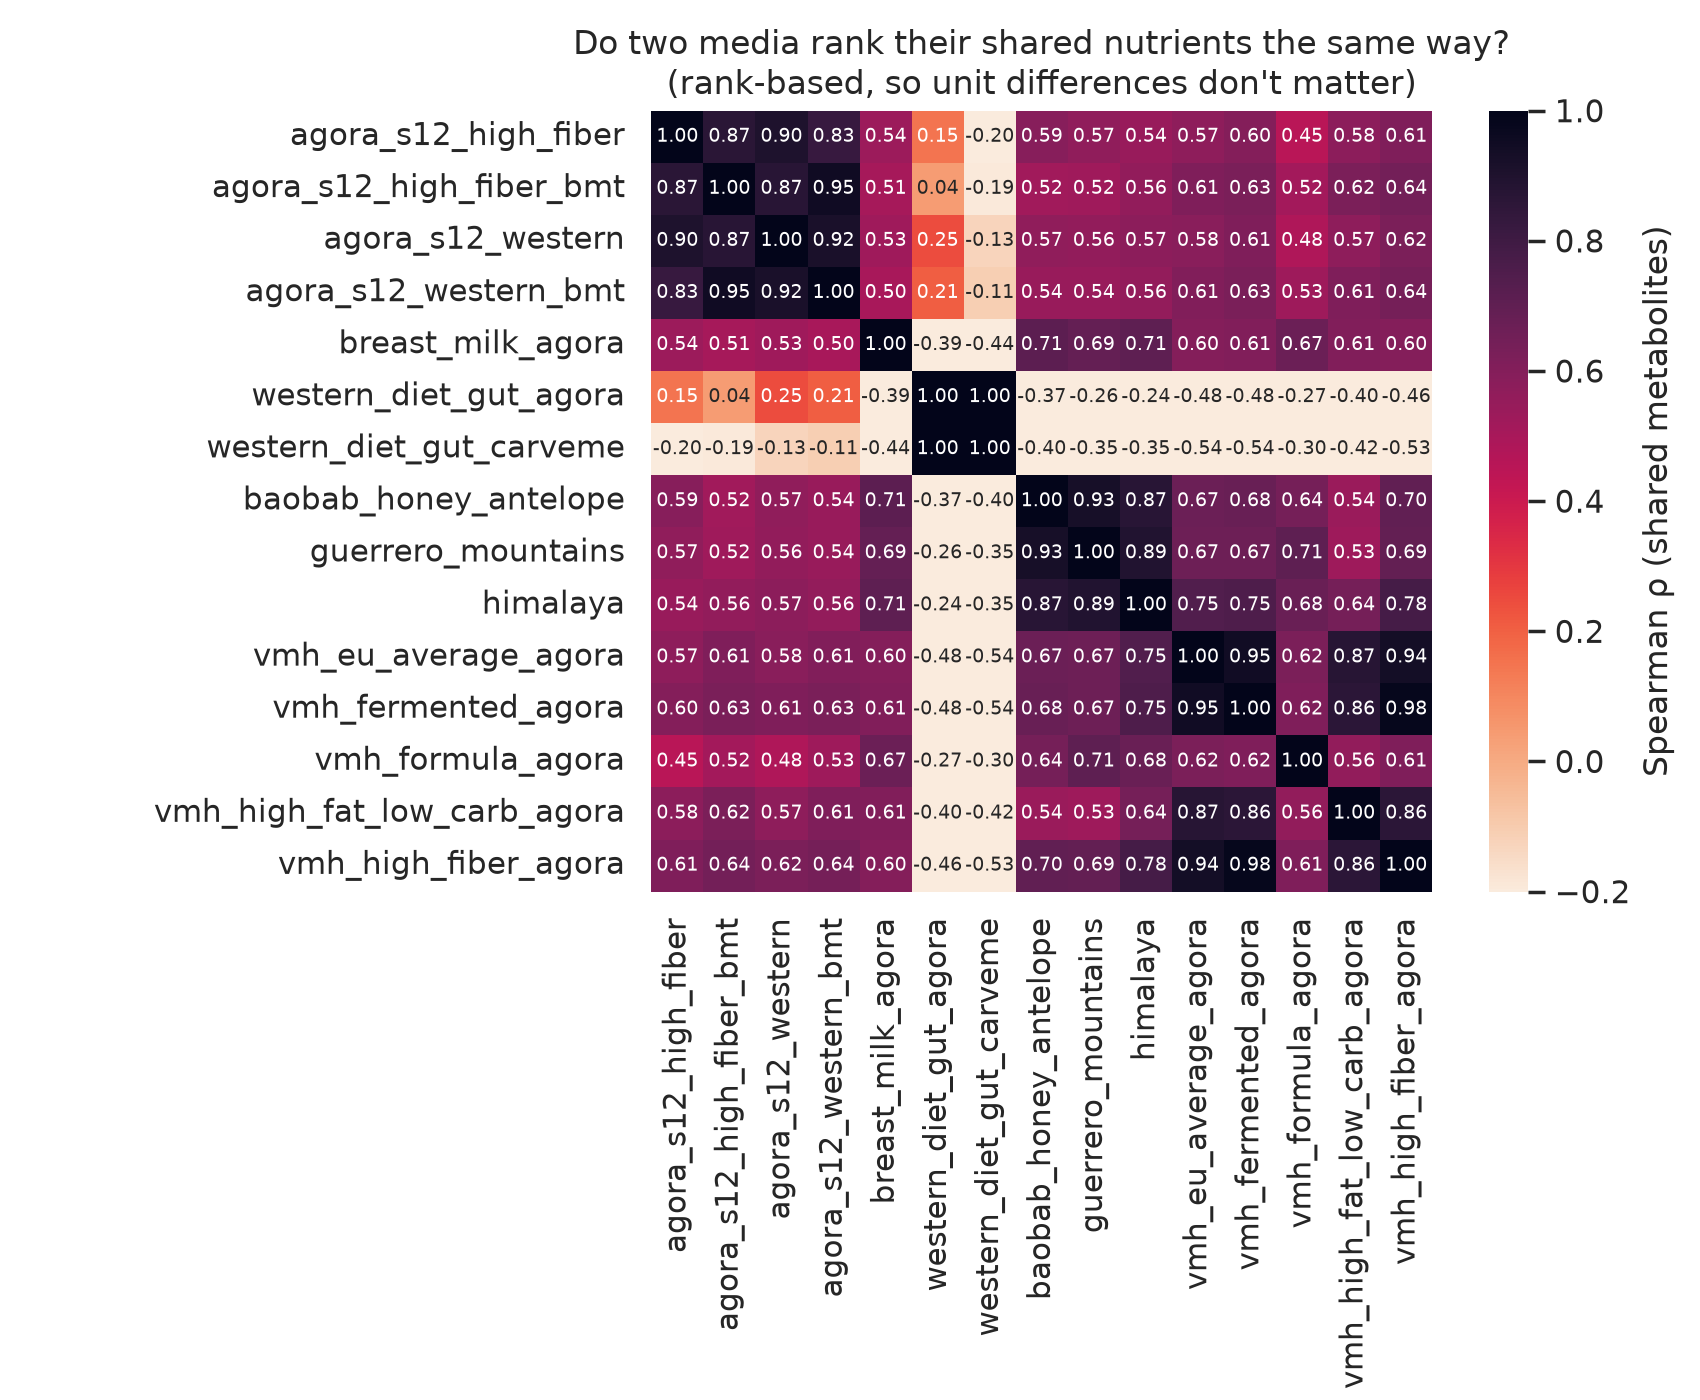 Do two media rank their shared nutrients the same way?
(rank-based, so unit differences don't matter)
agora_s12_high_fiber 1.00 0.87 0.90 0.83 0.54 0.15 -0.20 0.59 0.57 0.54 0.57 0.60 0.45 0.58 0.61
agora_s12_high_fiber_bmt 0.87 1.00 0.87 0.95 0.51 0.04 -0.19 0.52 0.52 0.56 0.61 0.63 0.52 0.62 0.64
agora_s12_western 0.90 0.87 1.00 0.92 0.53 0.25 -0.13 0.57 0.56 0.57 0.58 0.61 0.48 0.57 0.62
agora_s12_western_bmt 0.83 0.95 0.92 1.00 0.50 0.21 -0.11 0.54 0.54 0.56 0.61 0.63 0.53 0.61 0.64
breast_milk_agora 0.54 0.51 0.53 0.50 1.00 -0.39 -0.44 0.71 0.69 0.71 0.60 0.61 0.67 0.61 0.60
western_diet_gut_agora 0.15 0.04 0.25 0.21 -0.39 1.00 1.00 -0.37 -0.26 -0.24 -0.48 -0.48 -0.27 -0.40 -0.46
western_diet_gut_carveme -0.20 -0.19 -0.13 -0.11 -0.44 1.00 1.00 -0.40 -0.35 -0.35 -0.54 -0.54 -0.30 -0.42 -0.53
baobab_honey_antelope 0.59 0.52 0.57 0.54 0.71 -0.37 -0.40 1.00 0.93 0.87 0.67 0.68 0.64 0.54 0.70
guerrero_mountains 0.57 0.52 0.56 0.54 0.69 -0.26 -0.35 0.93 1.00 0.89 0.67 0.67 0.71 0.53 0.69
himalaya 0.54 0.56 0.57 0.56 0.71 -0.24 -0.35 0.87 0.89 1.00 0.75 0.75 0.68 0.64 0.78
vmh_eu_average_agora 0.57 0.61 0.58 0.61 0.60 -0.48 -0.54 0.67 0.67 0.75 1.00 0.95 0.62 0.87 0.94
vmh_fermented_agora 0.60 0.63 0.61 0.63 0.61 -0.48 -0.54 0.68 0.67 0.75 0.95 1.00 0.62 0.86 0.98
vmh_formula_agora 0.45 0.52 0.48 0.53 0.67 -0.27 -0.30 0.64 0.71 0.68 0.62 0.62 1.00 0.56 0.61
vmh_high_fat_low_carb_agora 0.58 0.62 0.57 0.61 0.61 -0.40 -0.42 0.54 0.53 0.64 0.87 0.86 0.56 1.00 0.86
vmh_high_fiber_agora 0.61 0.64 0.62 0.64 0.60 -0.46 -0.53 0.70 0.69 0.78 0.94 0.98 0.61 0.86 1.00
agora_s12_high_fiber
agora_s12_high_fiber_bmt
agora_s12_western
agora_s12_western_bmt
breast_milk_agora
western_diet_gut_agora
western_diet_gut_carveme
baobab_honey_antelope
guerrero_mountains
himalaya
vmh_eu_average_agora
vmh_fermented_agora
vmh_formula_agora
vmh_high_fat_low_carb_agora
vmh_high_fiber_agora
1.0
0.8
0.6
0.4
0.2
0.0
−0.2
Spearman ρ (shared metabolites)